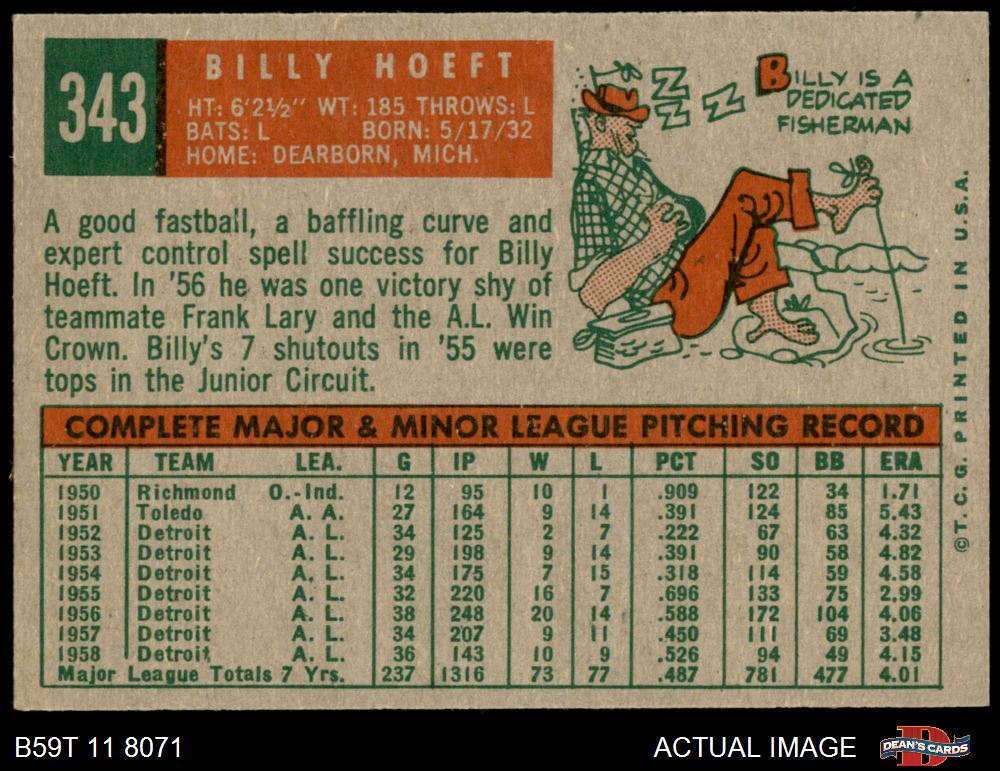 343
BILLY HOEFT
HT: 6'2½" WT: 185 THROWS: L
BATS: L BORN: 5/17/32
HOME: DEARBORN, MICH.
Z Z Z Z
BILLY IS A
DEDICATED
FISHERMAN
A good fastball, a baffling curve and
expert control spell success for Billy
Hoeft. In '56 he was one victory shy of
teammate Frank Lary and the A.L. Win
Crown. Billy's 7 shutouts in '55 were
tops in the Junior Circuit.
COMPLETE MAJOR & MINOR LEAGUE PITCHING RECORD
YEAR TEAM LEA. G IP W L PCT SO BB ERA
1950 Richmond O.-Ind. 12 95 10 1 .909 122 34 1.71
1951 Toledo A. A. 27 164 9 14 .391 124 85 5.43
1952 Detroit A. L. 34 125 2 7 .222 67 63 4.32
1953 Detroit A. L. 29 198 9 14 .391 90 58 4.82
1954 Detroit A. L. 34 175 7 15 .318 114 59 4.58
1955 Detroit A. L. 32 220 16 7 .696 133 75 2.99
1956 Detroit A. L. 38 248 20 14 .588 172 104 4.06
1957 Detroit A. L. 34 207 9 11 .450 111 69 3.48
1958 Detroit A. L. 36 143 10 9 .526 94 49 4.15
Major League Totals 7 Yrs. 237 1316 73 77 .487 781 477 4.01
©T. C. G. PRINTED IN U.S.A.
B59T 11 8071
ACTUAL IMAGE
DEAN'S CARDS